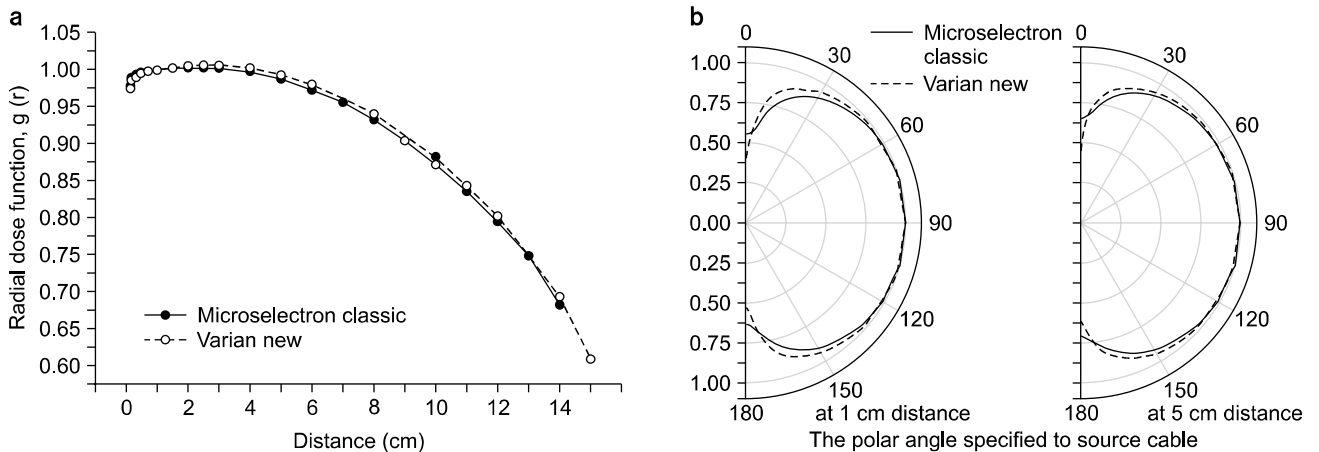 a
1.05
1.00
0.95
0.90
0.85
0.80
0.75
0.70
0.65
0.60
Radial dose function, g (r)
Microselectron classic
Varian new
0 2 4 6 8 10 12 14
Distance (cm)
b
Microselectron
classic
Varian new
0
30
60
90
120
150
180
1.00
0.75
0.50
0.25
0.00
0.25
0.50
0.75
1.00
at 1 cm distance
0
30
60
90
120
150
180
at 5 cm distance
The polar angle specified to source cable